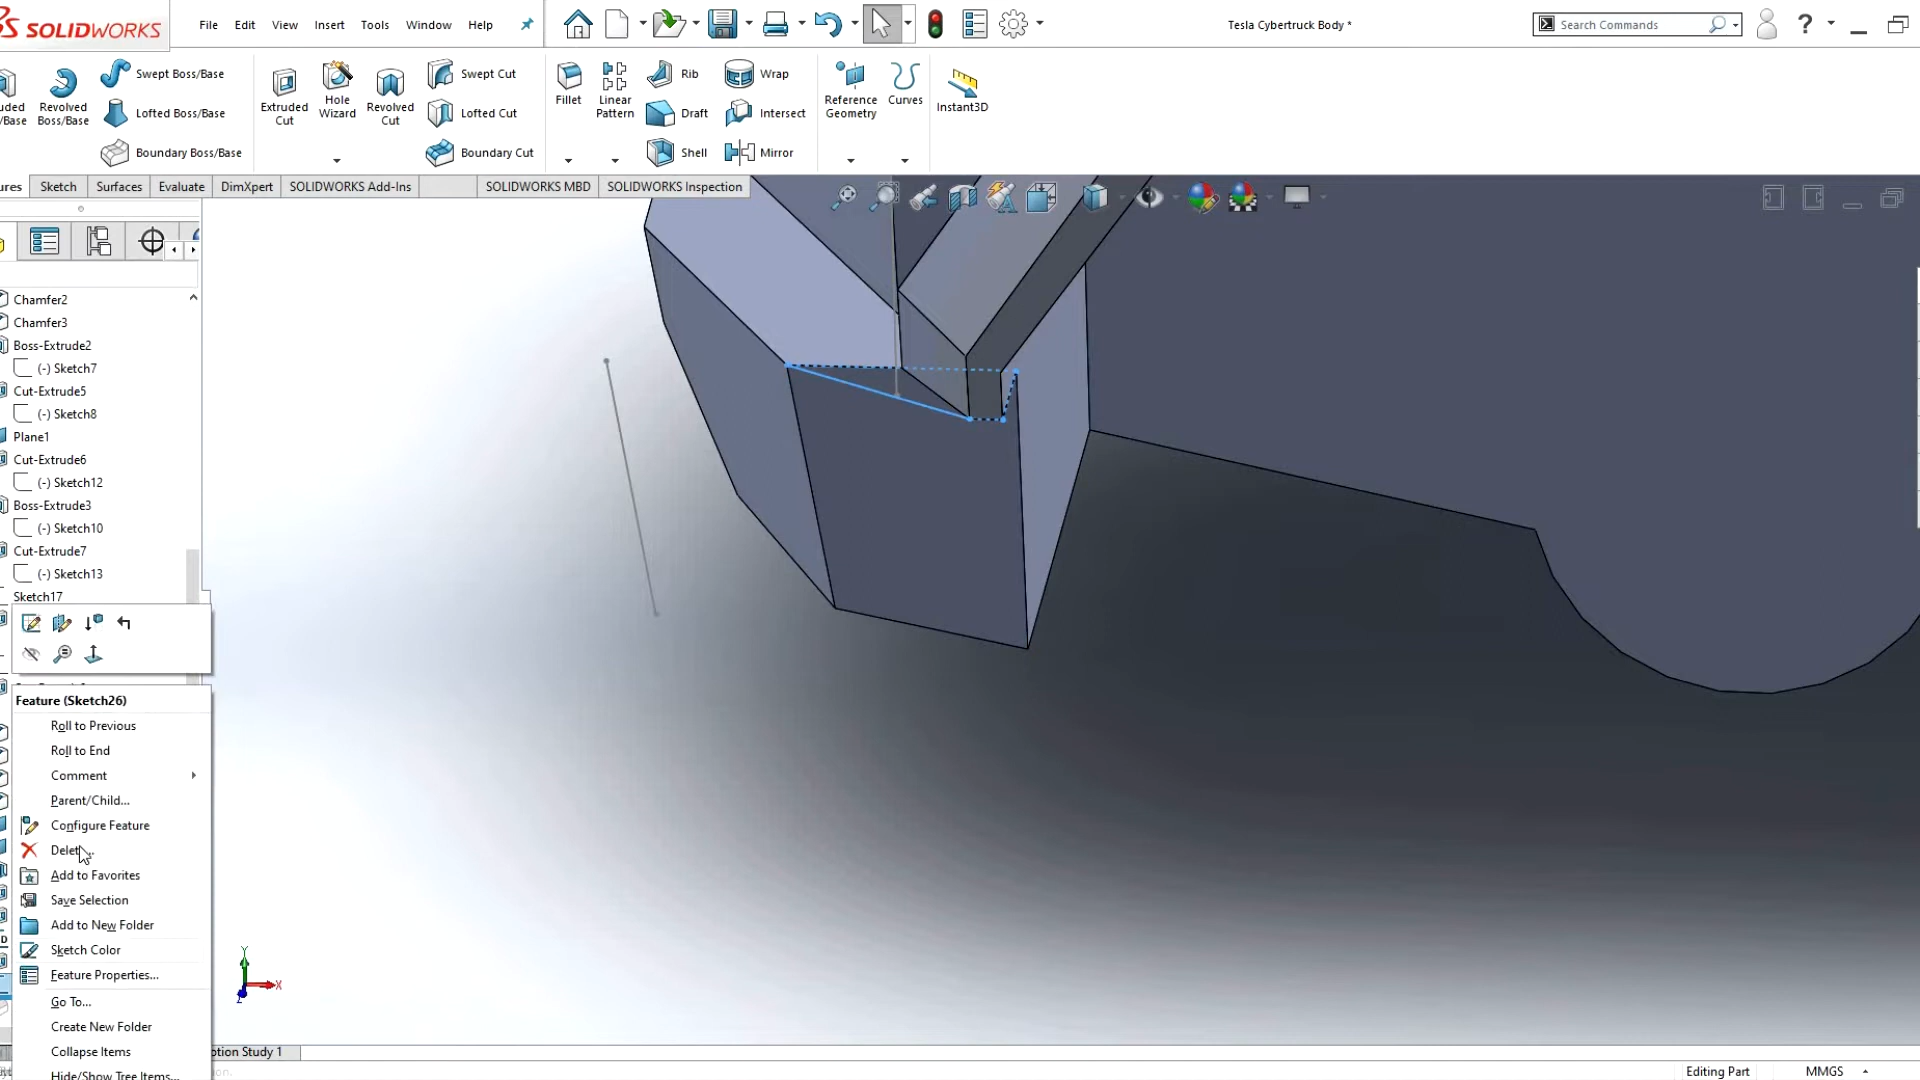 SOLIDWORKS
File Edit View Insert Tools Window Help
Tesla Cybertruck Body *
Search Commands
?
Revolved Boss/Base
Swept Boss/Base
Lofted Boss/Base
Boundary Boss/Base
Extruded Cut
Hole Wizard
Revolved Cut
Swept Cut
Lofted Cut
Boundary Cut
Fillet
Linear Pattern
Rib
Draft
Shell
Wrap
Intersect
Mirror
Reference Geometry
Curves
Instant3D
ures Sketch Surfaces Evaluate DimXpert SOLIDWORKS Add-Ins SOLIDWORKS MBD SOLIDWORKS Inspection
Chamfer2
Chamfer3
Boss-Extrude2
(-) Sketch7
Cut-Extrude5
(-) Sketch8
Plane1
Cut-Extrude6
(-) Sketch12
Boss-Extrude3
(-) Sketch10
Cut-Extrude7
(-) Sketch13
Sketch17
Feature (Sketch26)
Roll to Previous
Roll to End
Comment
Parent/Child...
Configure Feature
Delet...
Add to Favorites
Save Selection
Add to New Folder
Sketch Color
Feature Properties...
Go To...
Create New Folder
Collapse Items
Hide/Show Tree Items...
Y
X
Z
otion Study 1
Editing Part
MMGS